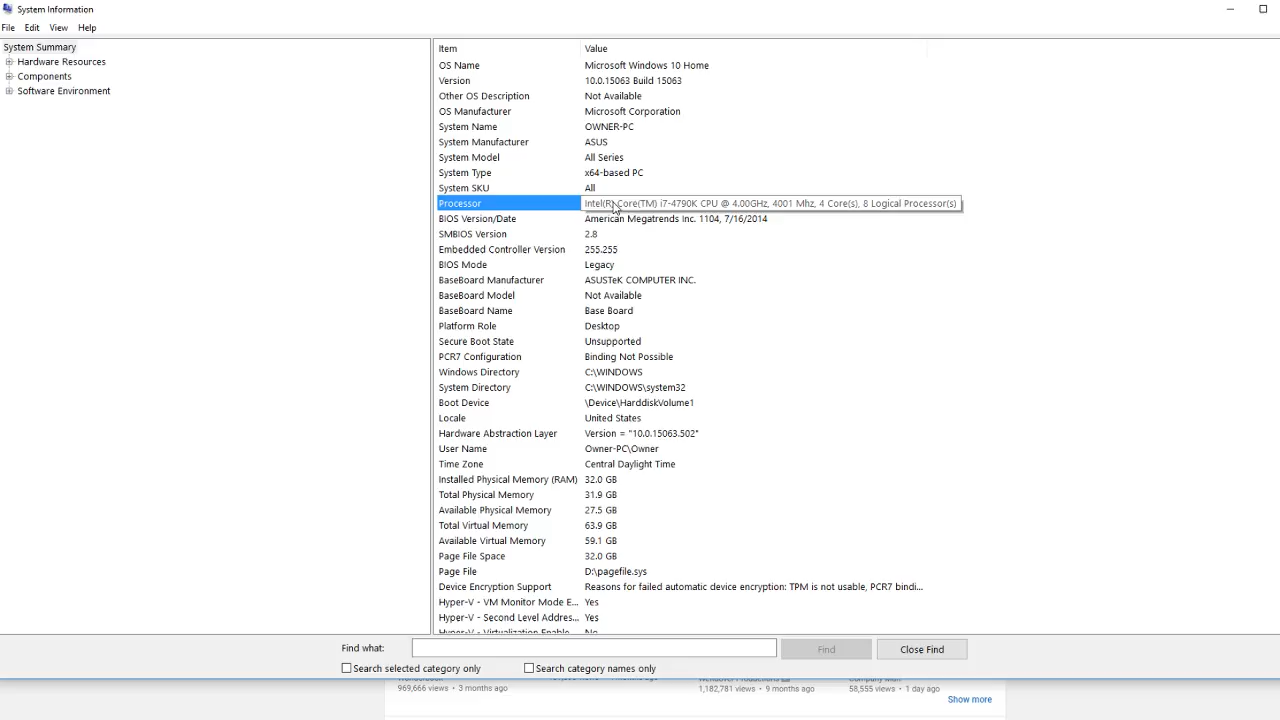 System Information
File Edit View Help
System Summary
Hardware Resources
Components
Software Environment
Item Value
OS Name Microsoft Windows 10 Home
Version 10.0.15063 Build 15063
Other OS Description Not Available
OS Manufacturer Microsoft Corporation
System Name OWNER-PC
System Manufacturer ASUS
System Model All Series
System Type x64-based PC
System SKU All
Processor Intel(R) Core(TM) i7-4790K CPU @ 4.00GHz, 4001 Mhz, 4 Core(s), 8 Logical Processor(s)
BIOS Version/Date American Megatrends Inc. 1104, 7/16/2014
SMBIOS Version 2.8
Embedded Controller Version 255.255
BIOS Mode Legacy
BaseBoard Manufacturer ASUSTeK COMPUTER INC.
BaseBoard Model Not Available
BaseBoard Name Base Board
Platform Role Desktop
Secure Boot State Unsupported
PCR7 Configuration Binding Not Possible
Windows Directory C:\WINDOWS
System Directory C:\WINDOWS\system32
Boot Device \Device\HarddiskVolume1
Locale United States
Hardware Abstraction Layer Version = "10.0.15063.502"
User Name Owner-PC\Owner
Time Zone Central Daylight Time
Installed Physical Memory (RAM) 32.0 GB
Total Physical Memory 31.9 GB
Available Physical Memory 27.5 GB
Total Virtual Memory 63.9 GB
Available Virtual Memory 59.1 GB
Page File Space 32.0 GB
Page File D:\pagefile.sys
Device Encryption Support Reasons for failed automatic device encryption: TPM is not usable, PCR7 bindi...
Hyper-V - VM Monitor Mode E... Yes
Hyper-V - Second Level Addres... Yes
Hyper-V - Virtualization Enable No
Find what: Find Close Find
Search selected category only Search category names only
969,666 views • 3 months ago 1,182,781 views • 9 months ago 58,555 views • 1 day ago
Show more